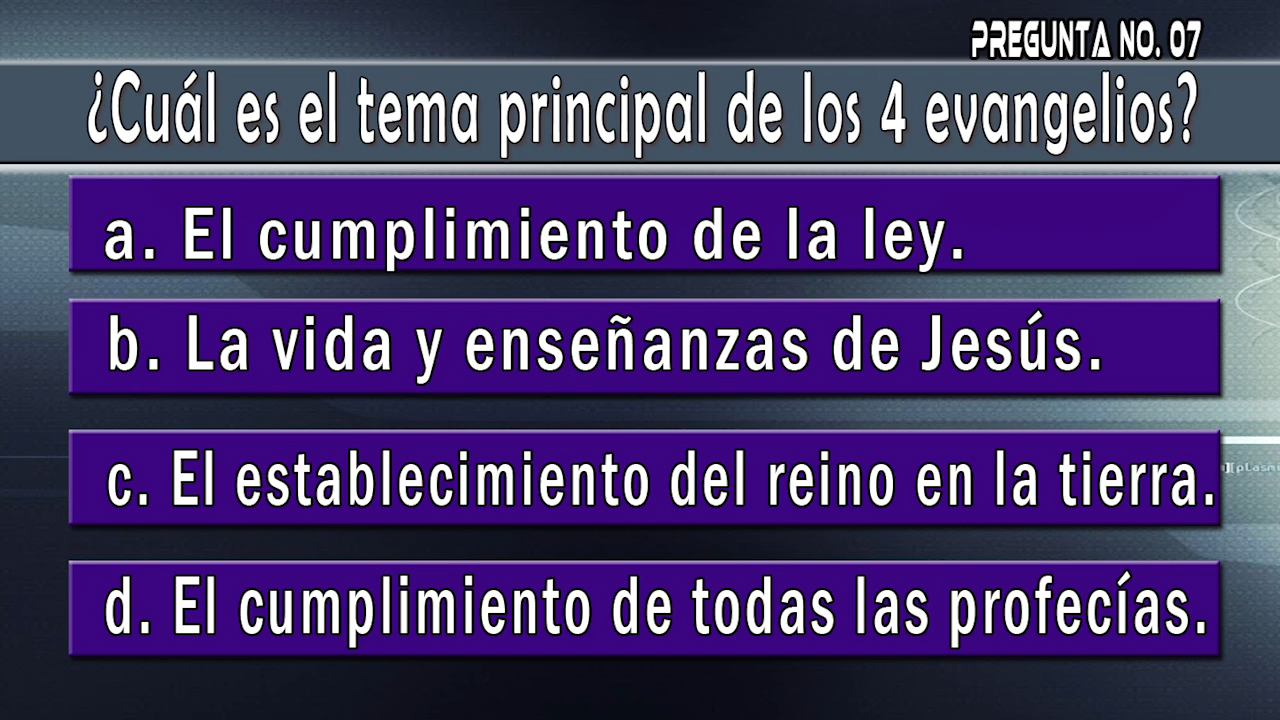 PREGUNTA NO. 07
¿Cuál es el tema principal de los 4 evangelios?
a. El cumplimiento de la ley.
b. La vida y enseñanzas de Jesús.
c. El establecimiento del reino en la tierra.
d. El cumplimiento de todas las profecías.